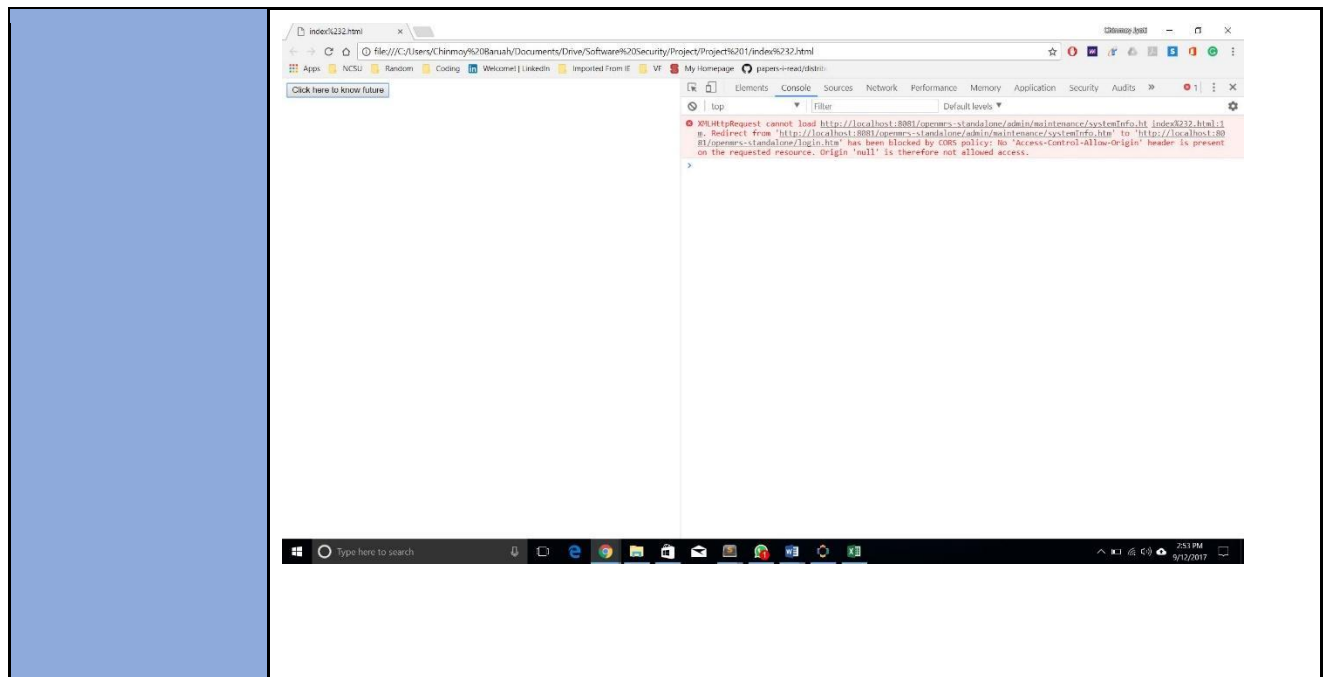 index%232.html
file:///C:/Users/Chinmoy%20Baruah/Documents/Drive/Software%20Security/Project/Project%201/index%232.html
Apps NCSU Random Coding Welcome! | LinkedIn Imported From IE VF My Homepage papers-i-read/distrib
Click here to know future
Elements Console Sources Network Performance Memory Application Security Audits » 1
top Filter Default levels
XMLHttpRequest cannot load http://localhost:8081/openmrs-standalone/admin/maintenance/systemInfo.ht index%232.html:1
m. Redirect from 'http://localhost:8081/openmrs-standalone/admin/maintenance/systemInfo.htm' to 'http://localhost:80
81/openmrs-standalone/login.htm' has been blocked by CORS policy: No 'Access-Control-Allow-Origin' header is present
on the requested resource. Origin 'null' is therefore not allowed access.
>
Type here to search
2:53 PM
9/12/2017